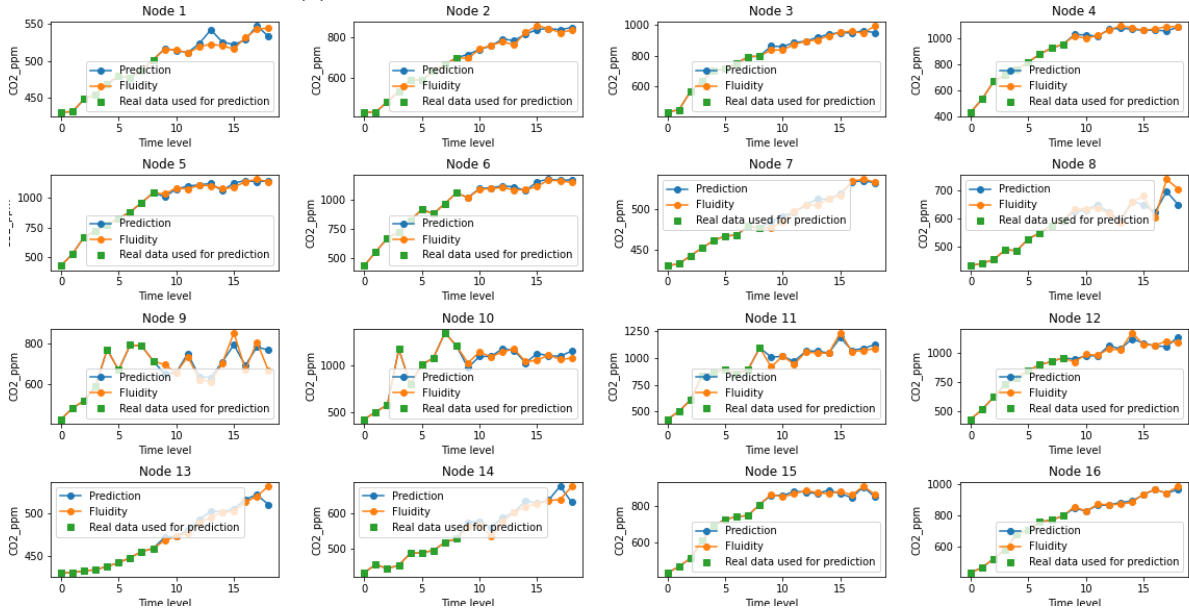 Node 1
Node 2
Node 3
Node 4
CO2_ppm
550
500
450
0
5
10
15
Time level
Prediction
Fluidity
Real data used for prediction
CO2_ppm
800
600
0
5
10
15
Time level
Prediction
Fluidity
Real data used for prediction
CO2_ppm
1000
800
600
0
5
10
15
Time level
Prediction
Fluidity
Real data used for prediction
CO2_ppm
1000
800
600
400
0
5
10
15
Time level
Prediction
Fluidity
Real data used for prediction
Node 5
Node 6
Node 7
Node 8
1000
750
500
0
5
10
15
Time level
Prediction
Fluidity
Real data used for prediction
CO2_ppm
1000
750
500
0
5
10
15
Time level
Prediction
Fluidity
Real data used for prediction
CO2_ppm
500
450
0
5
10
15
Time level
Prediction
Fluidity
Real data used for prediction
CO2_ppm
700
600
500
0
5
10
15
Time level
Prediction
Fluidity
Real data used for prediction
Node 9
Node 10
Node 11
Node 12
CO2_ppm
800
600
0
5
10
15
Time level
Prediction
Fluidity
Real data used for prediction
CO2_ppm
1000
500
0
5
10
15
Time level
Prediction
Fluidity
Real data used for prediction
CO2_ppm
1250
1000
750
500
0
5
10
15
Time level
Prediction
Fluidity
Real data used for prediction
CO2_ppm
1000
800
600
400
0
5
10
15
Time level
Prediction
Fluidity
Real data used for prediction
Node 13
Node 14
Node 15
Node 16
CO2_ppm
500
450
0
5
10
15
Time level
Prediction
Fluidity
Real data used for prediction
CO2_ppm
600
500
0
5
10
15
Time level
Prediction
Fluidity
Real data used for prediction
CO2_ppm
800
600
0
5
10
15
Time level
Prediction
Fluidity
Real data used for prediction
CO2_ppm
1000
800
600
0
5
10
15
Time level
Prediction
Fluidity
Real data used for prediction